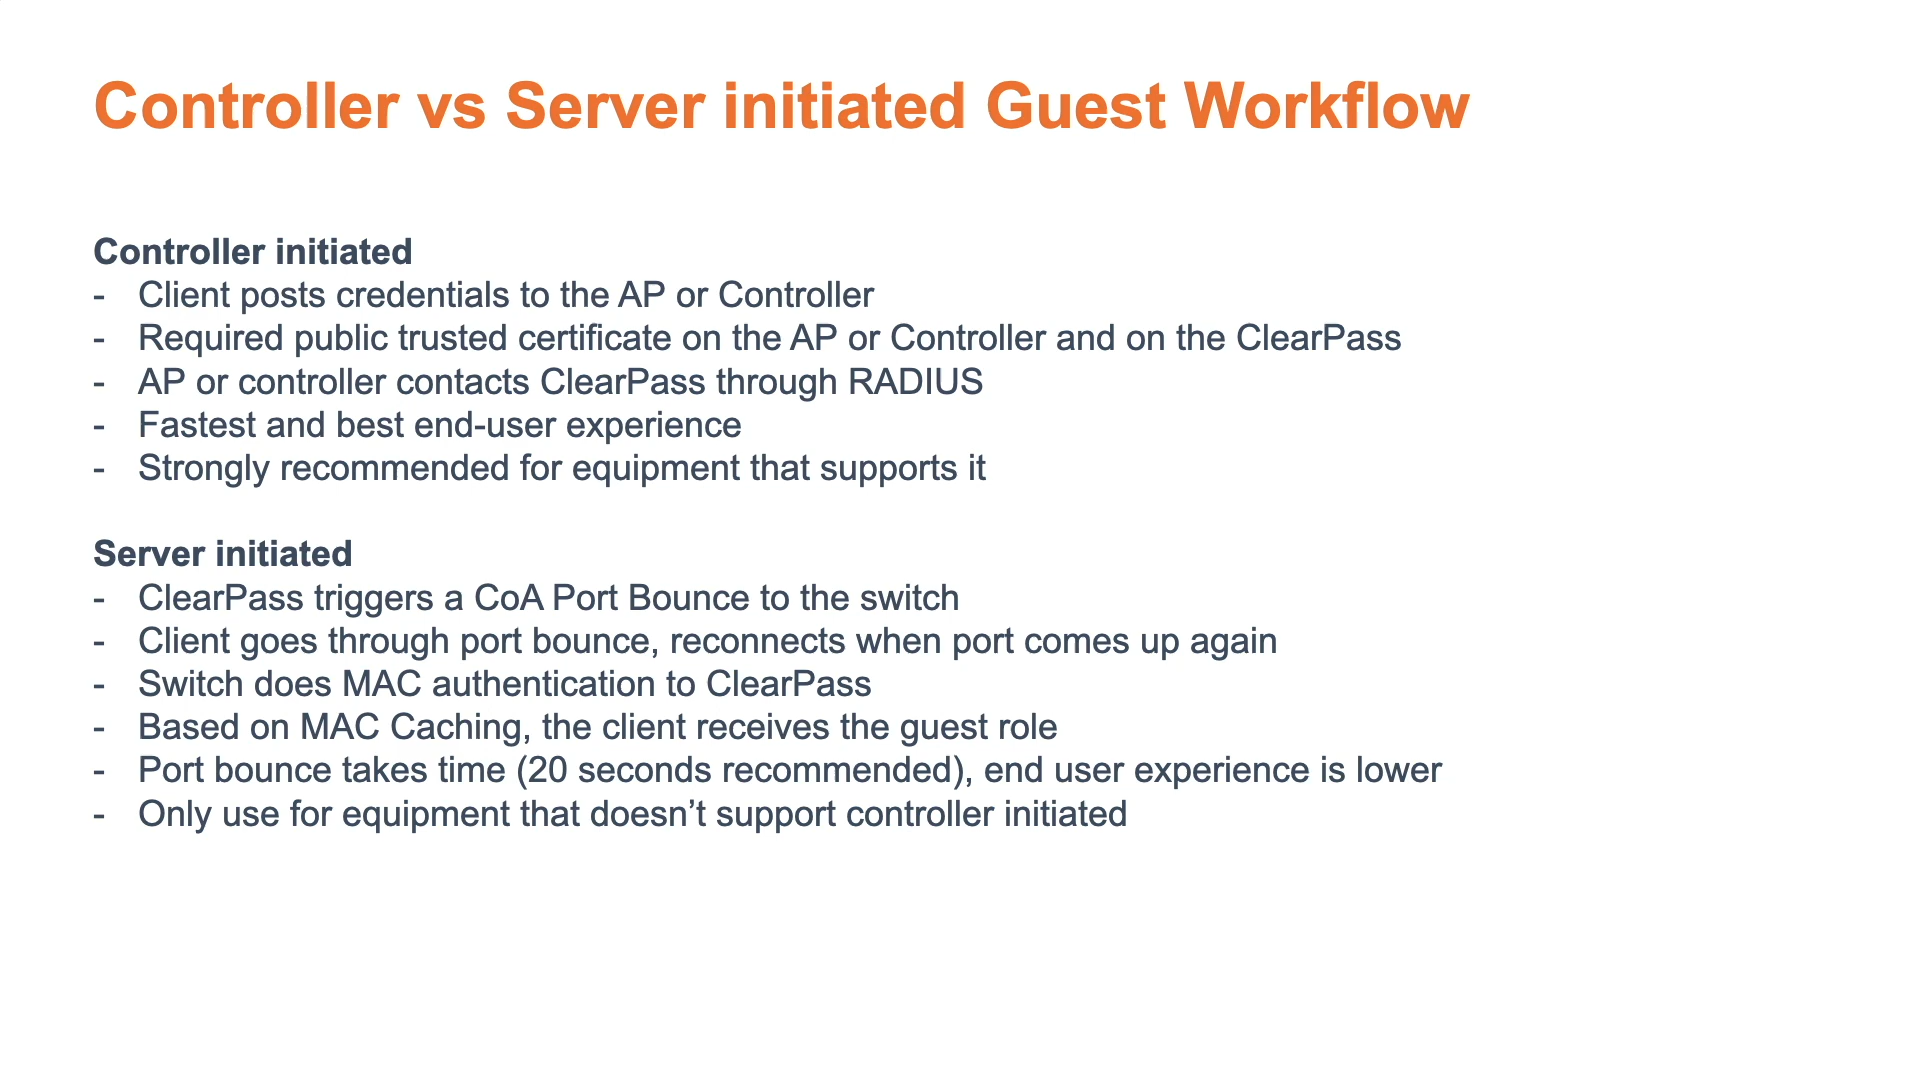 Controller vs Server initiated Guest Workflow
Controller initiated
- Client posts credentials to the AP or Controller
- Required public trusted certificate on the AP or Controller and on the ClearPass
- AP or controller contacts ClearPass through RADIUS
- Fastest and best end-user experience
- Strongly recommended for equipment that supports it
Server initiated
- ClearPass triggers a CoA Port Bounce to the switch
- Client goes through port bounce, reconnects when port comes up again
- Switch does MAC authentication to ClearPass
- Based on MAC Caching, the client receives the guest role
- Port bounce takes time (20 seconds recommended), end user experience is lower
- Only use for equipment that doesn’t support controller initiated